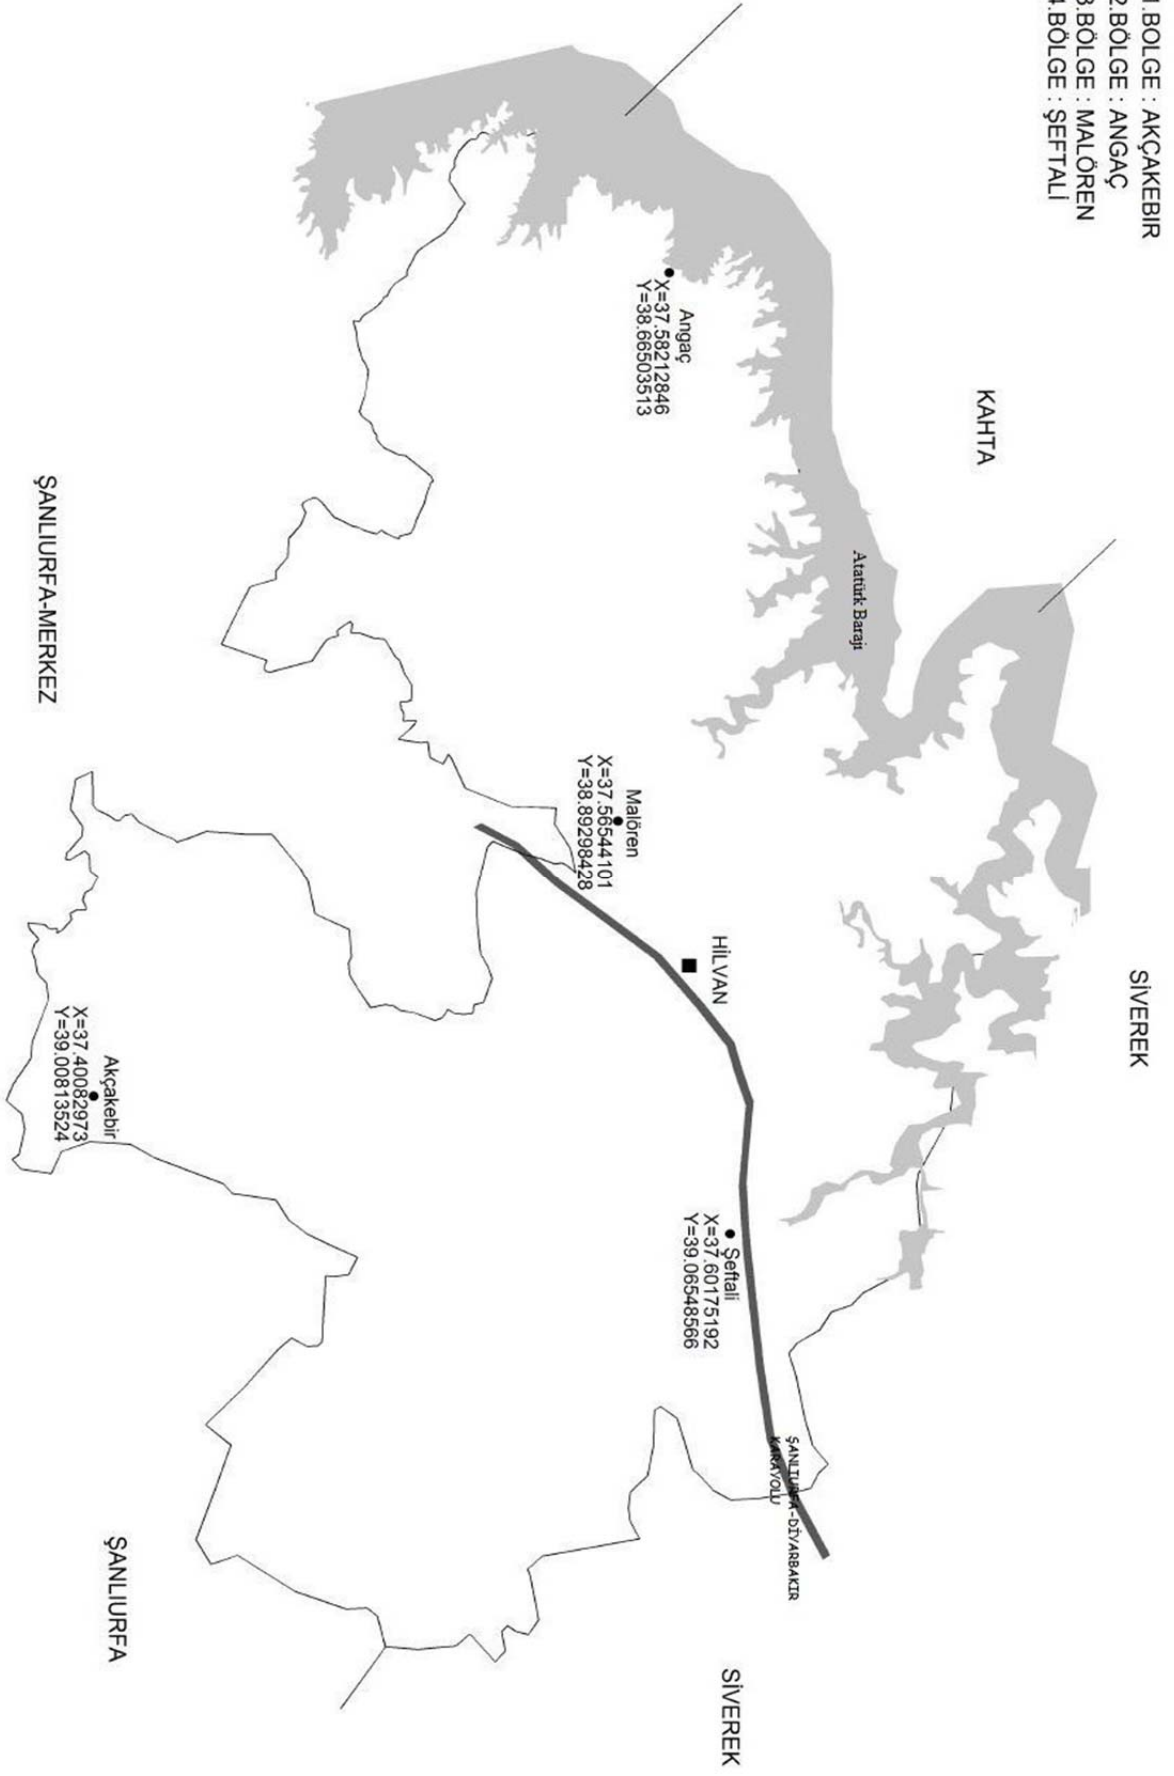 1.BOLGE : AKÇAKEBIR
2.BÖLGE : ANGAÇ
3.BÖLGE : MALÖREN
4.BÖLGE : ŞEFTALİ
KAHTA
SİVEREK
Atatürk Barajı
Angaç
X=37.58212846
Y=38.66503513
HİLVAN
Malören
X=37.56544101
Y=38.89298428
Şeftali
X=37.60175192
Y=39.06548566
ŞANLIURFA-DİYARBAKIR
KARAYOLU
SİVEREK
ŞANLIURFA-MERKEZ
Akçakebir
X=37.40082973
Y=39.00813524
ŞANLIURFA